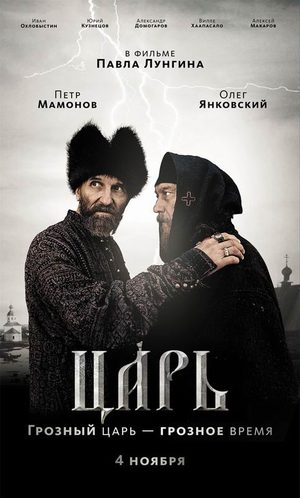 Иван Юрий Александр Вилле Алексей
Охлобыстин Кузнецов Домогаров Хаапасало Макаров
В ФИЛЬМЕ
ПАВЛА ЛУНГИНА
ПЕТР ОЛЕГ
МАМОНОВ ЯНКОВСКИЙ
ЦАРЬ
ГРОЗНЫЙ ЦАРЬ — ГРОЗНОЕ ВРЕМЯ
4 НОЯБРЯ